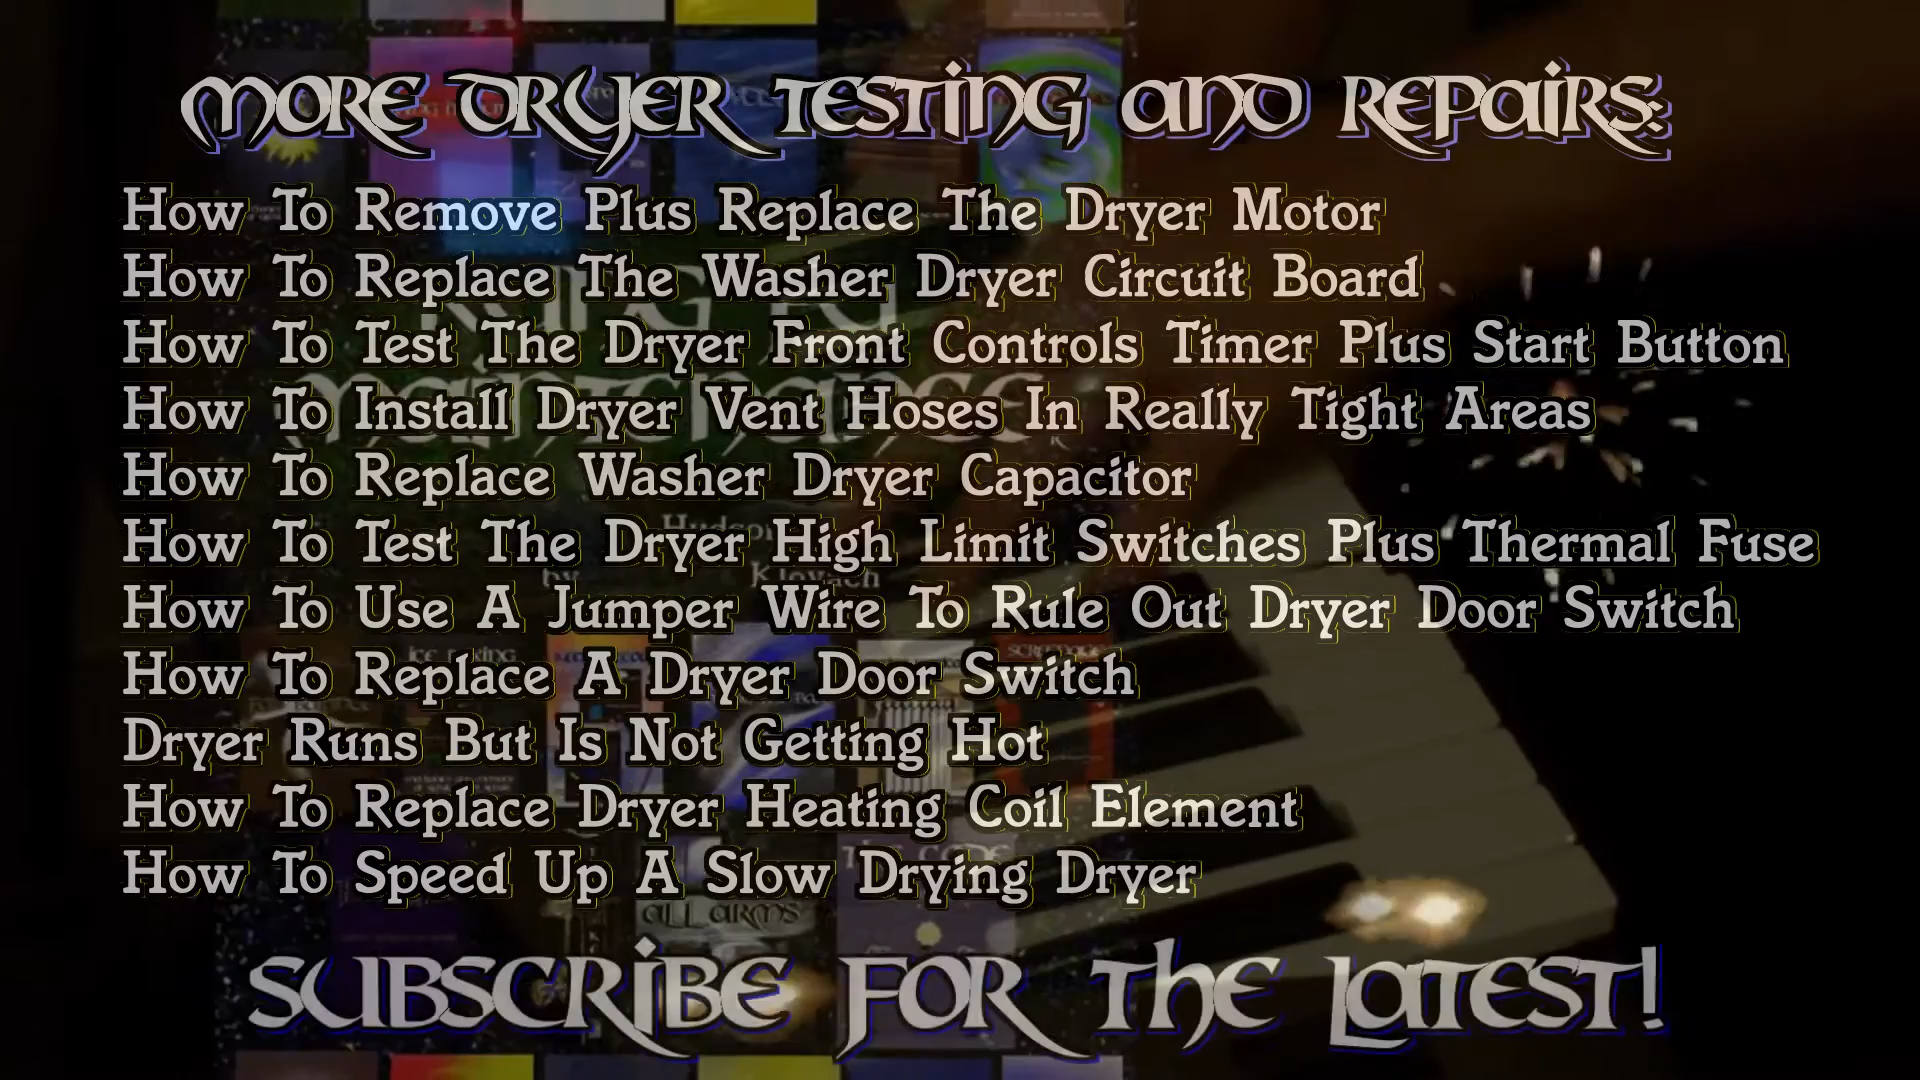 MORE DRYER TESTING AND REPAIRS:
How To Remove Plus Replace The Dryer Motor
How To Replace The Washer Dryer Circuit Board
How To Test The Dryer Front Controls Timer Plus Start Button
How To Install Dryer Vent Hoses In Really Tight Areas
How To Replace Washer Dryer Capacitor
How To Test The Dryer High Limit Switches Plus Thermal Fuse
How To Use A Jumper Wire To Rule Out Dryer Door Switch
How To Replace A Dryer Door Switch
Dryer Runs But Is Not Getting Hot
How To Replace Dryer Heating Coil Element
How To Speed Up A Slow Drying Dryer
ALL ARMS
SUBSCRIBE FOR THE LATEST!